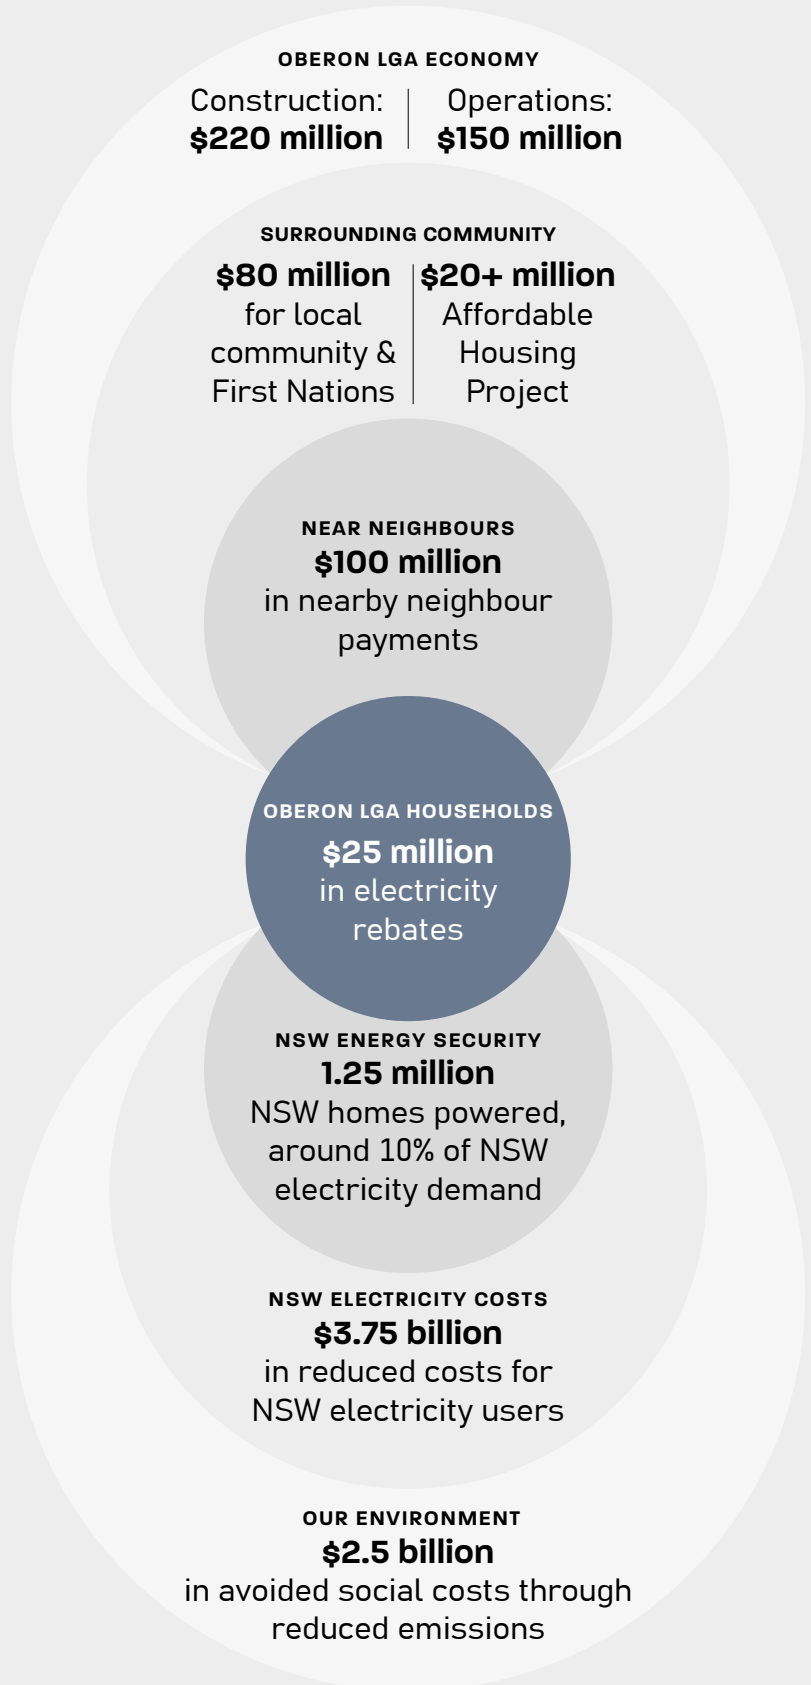 OBERON LGA ECONOMY
Construction:
$220 million
Operations:
$150 million
SURROUNDING COMMUNITY
$80 million
for local
community &
First Nations
$20+ million
Affordable
Housing
Project
NEAR NEIGHBOURS
$100 million
in nearby neighbour
payments
OBERON LGA HOUSEHOLDS
$25 million
in electricity
rebates
NSW ENERGY SECURITY
1.25 million
NSW homes powered,
around 10% of NSW
electricity demand
NSW ELECTRICITY COSTS
$3.75 billion
in reduced costs for
NSW electricity users
OUR ENVIRONMENT
$2.5 billion
in avoided social costs through
reduced emissions